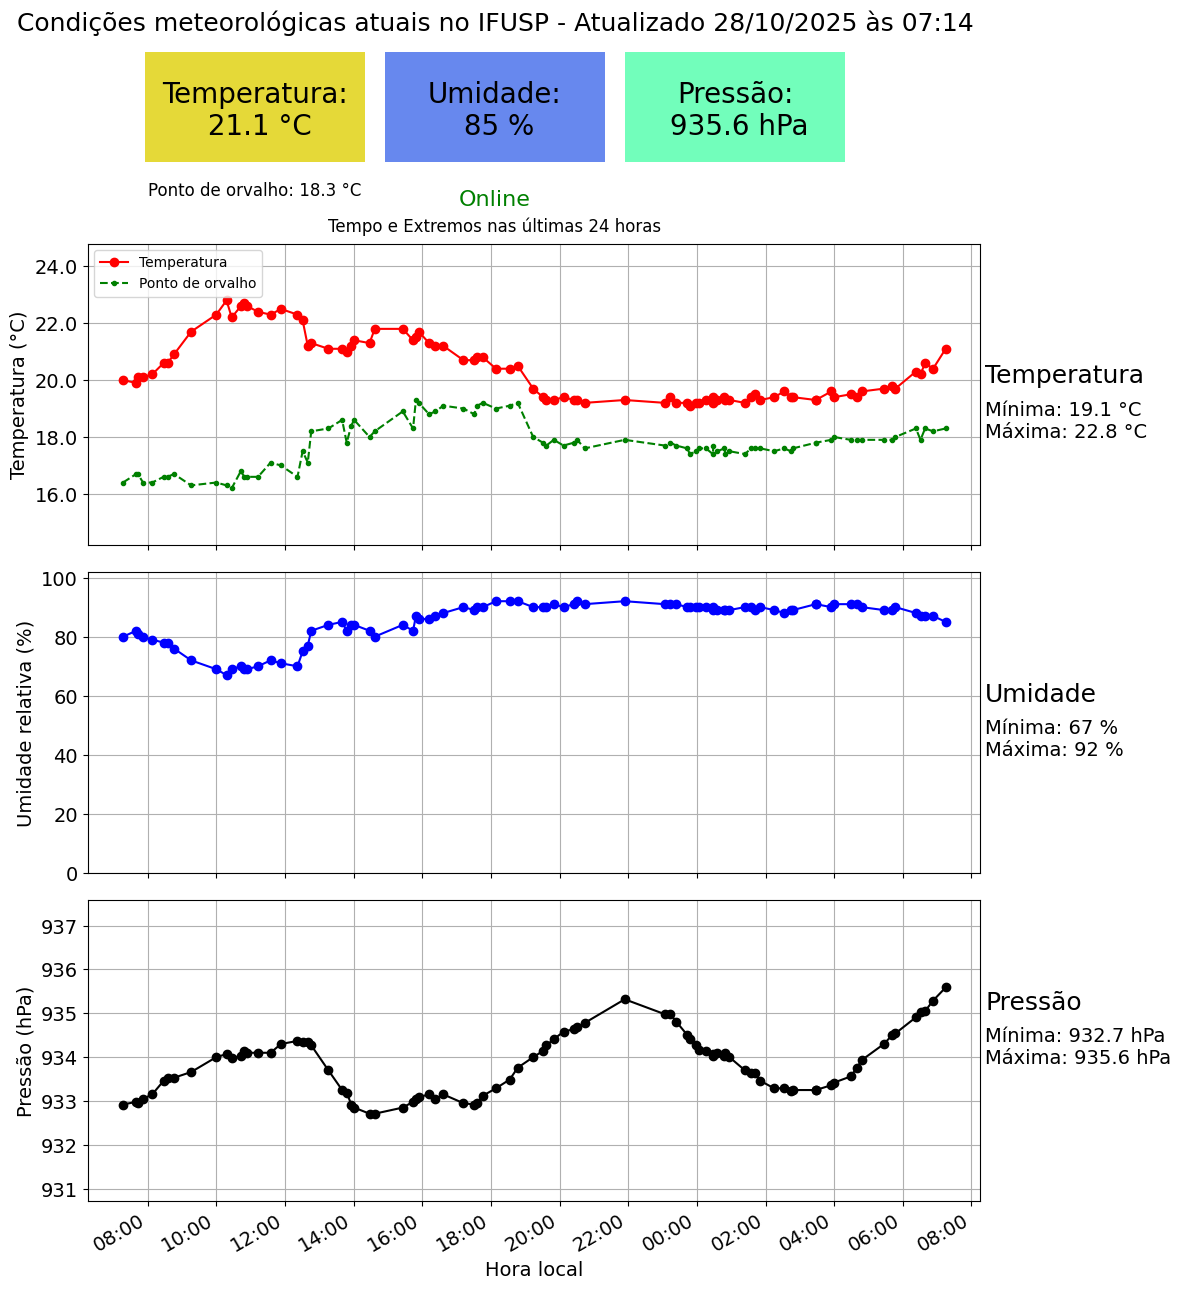 Condições meteorológicas atuais no IFUSP - Atualizado 28/10/2025 às 07:14
Temperatura:
21.1 °C
Umidade:
85 %
Pressão:
935.6 hPa
Ponto de orvalho: 18.3 °C
Online
Tempo e Extremos nas últimas 24 horas
Temperatura
Ponto de orvalho
Temperatura (°C)
24.0
22.0
20.0
18.0
16.0
Temperatura
Mínima: 19.1 °C
Máxima: 22.8 °C
Umidade relativa (%)
100
80
60
40
20
0
Umidade
Mínima: 67 %
Máxima: 92 %
Pressão (hPa)
937
936
935
934
933
932
931
Pressão
Mínima: 932.7 hPa
Máxima: 935.6 hPa
08:00 10:00 12:00 14:00 16:00 18:00 20:00 22:00 00:00 02:00 04:00 06:00 08:00
Hora local